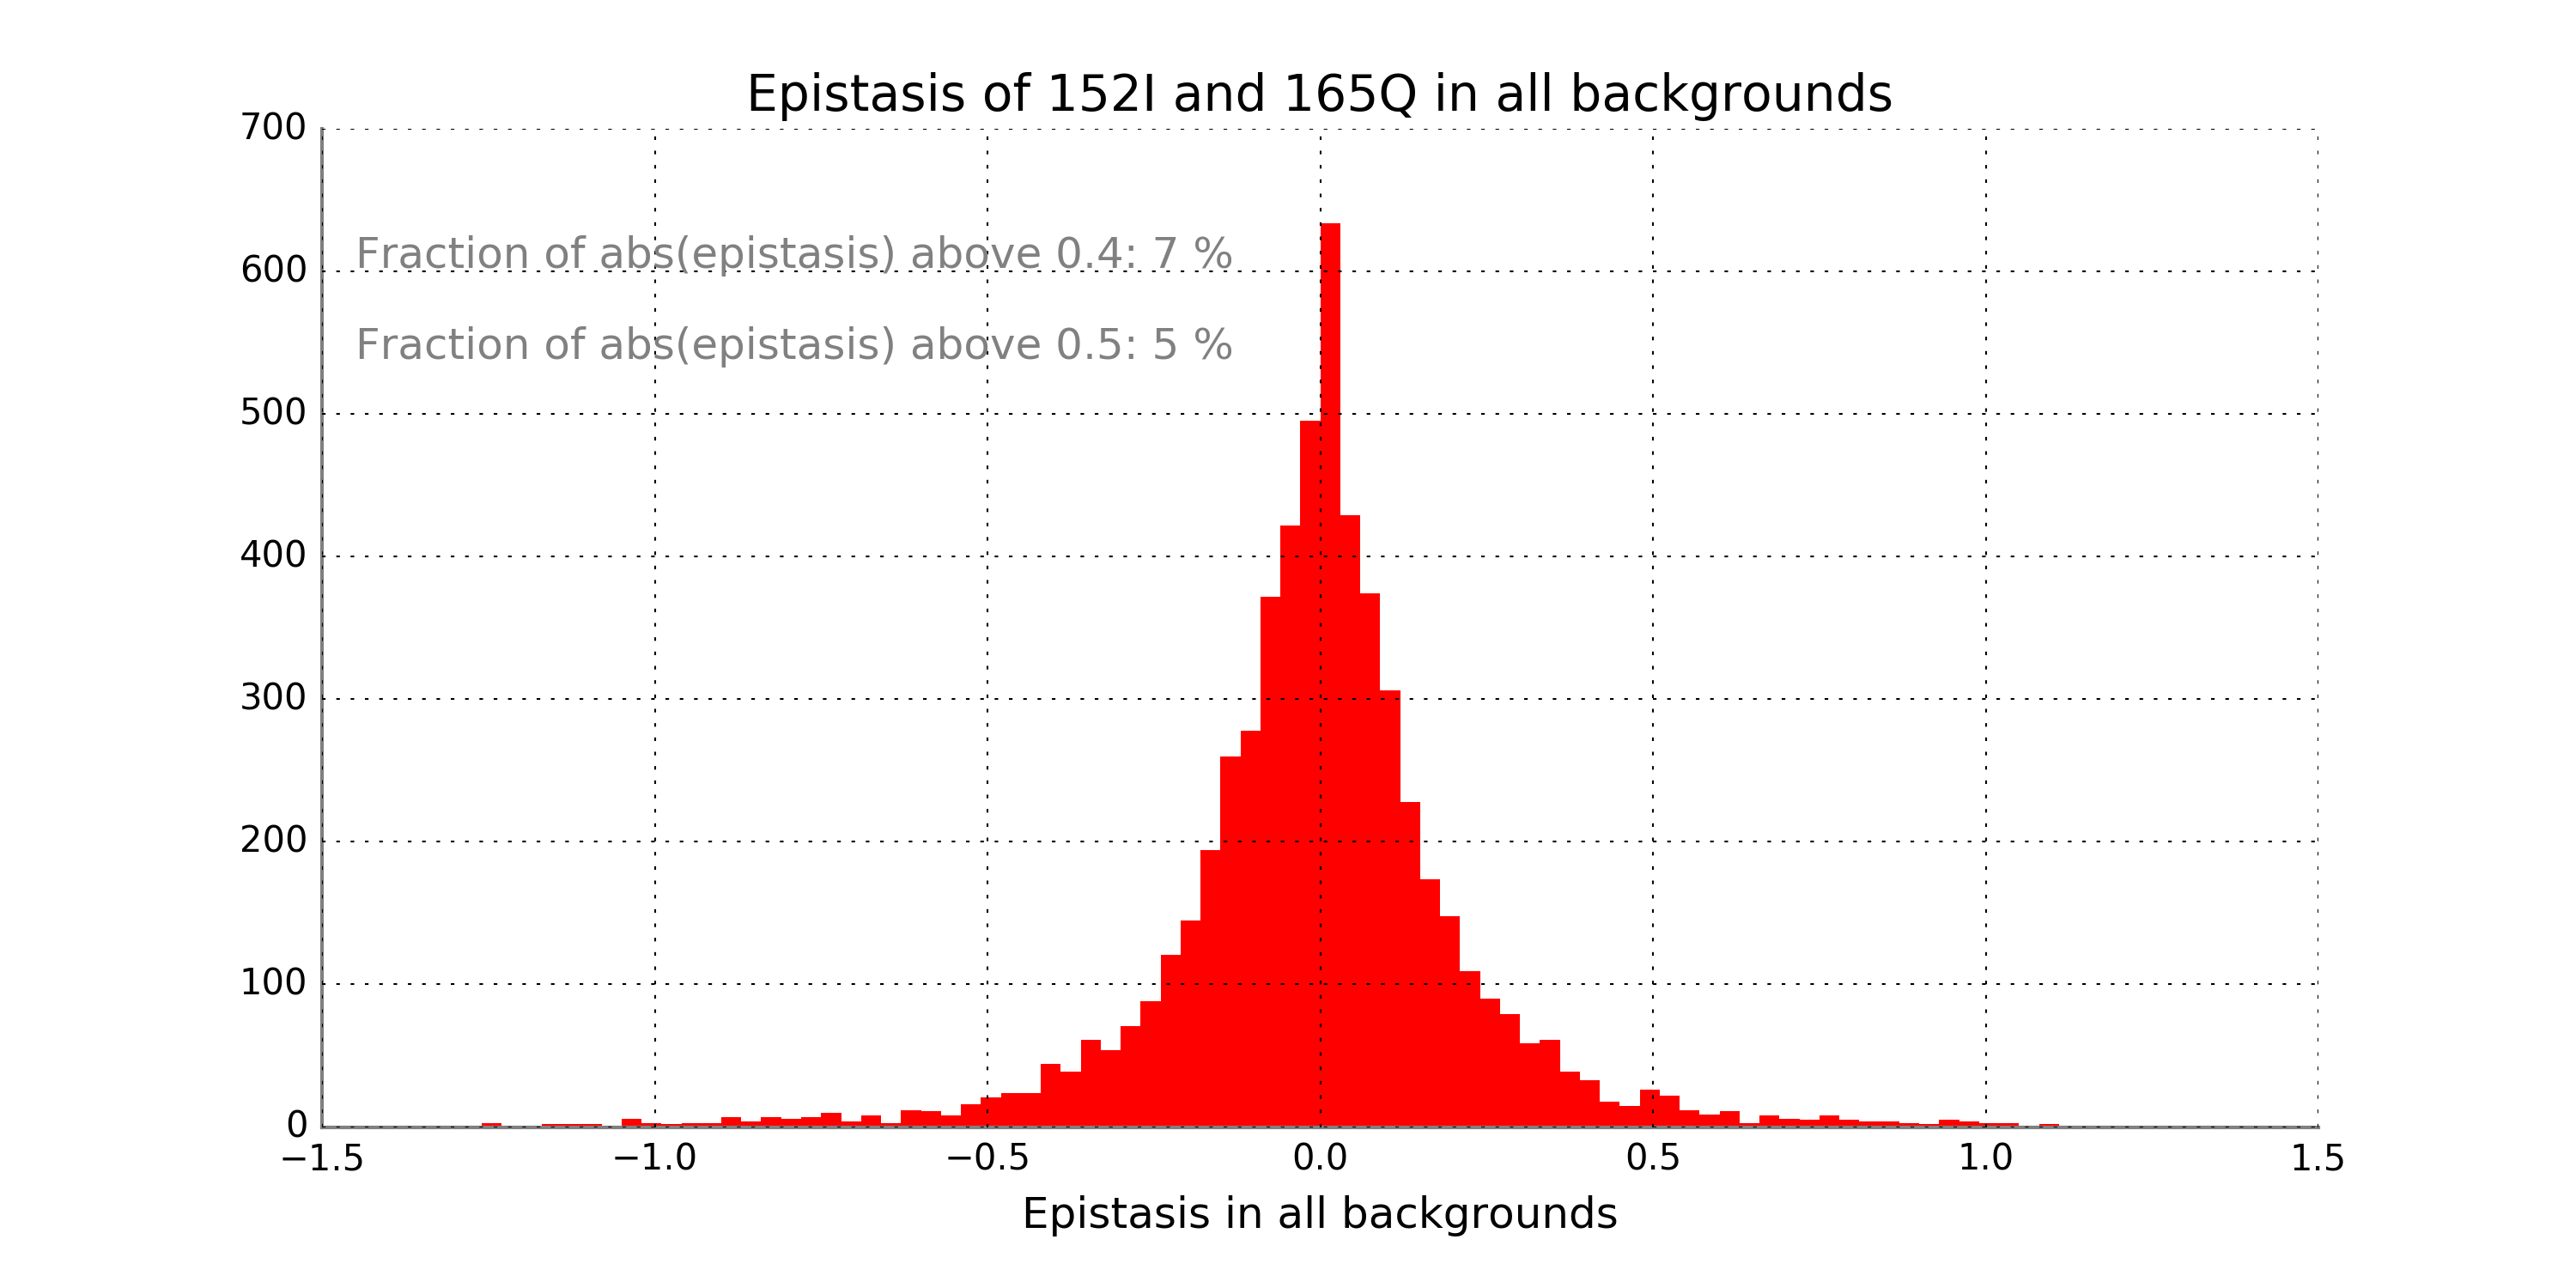 Epistasis of 152I and 165Q in all backgrounds
700
600
500
400
300
200
100
0
Fraction of abs(epistasis) above 0.4: 7 %
Fraction of abs(epistasis) above 0.5: 5 %
−1.5 −1.0 −0.5 0.0 0.5 1.0 1.5
Epistasis in all backgrounds